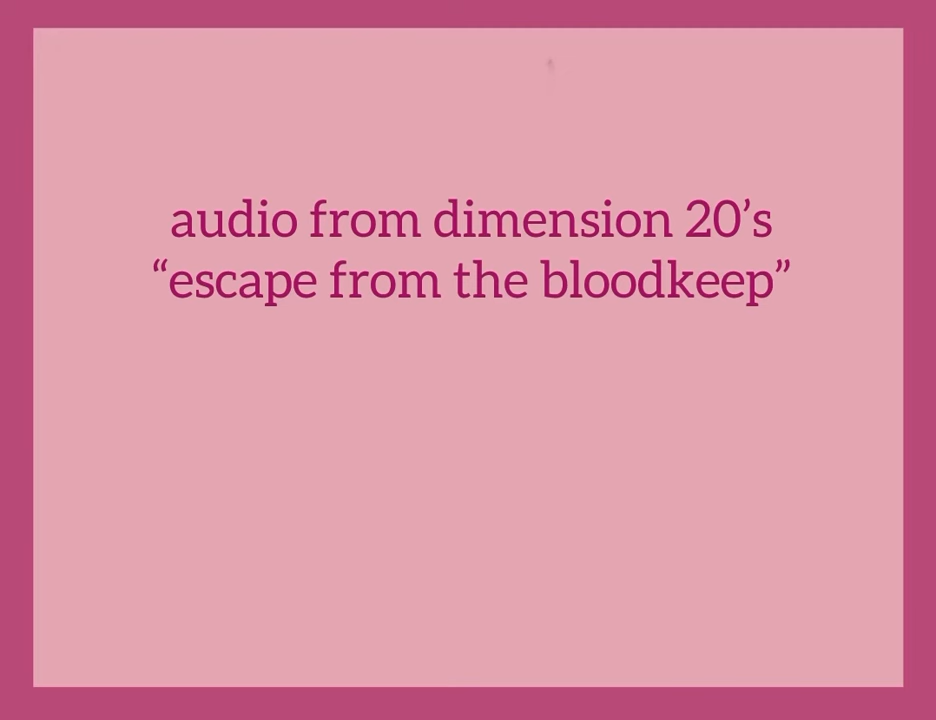 audio from dimension 20’s
“escape from the bloodkeep”